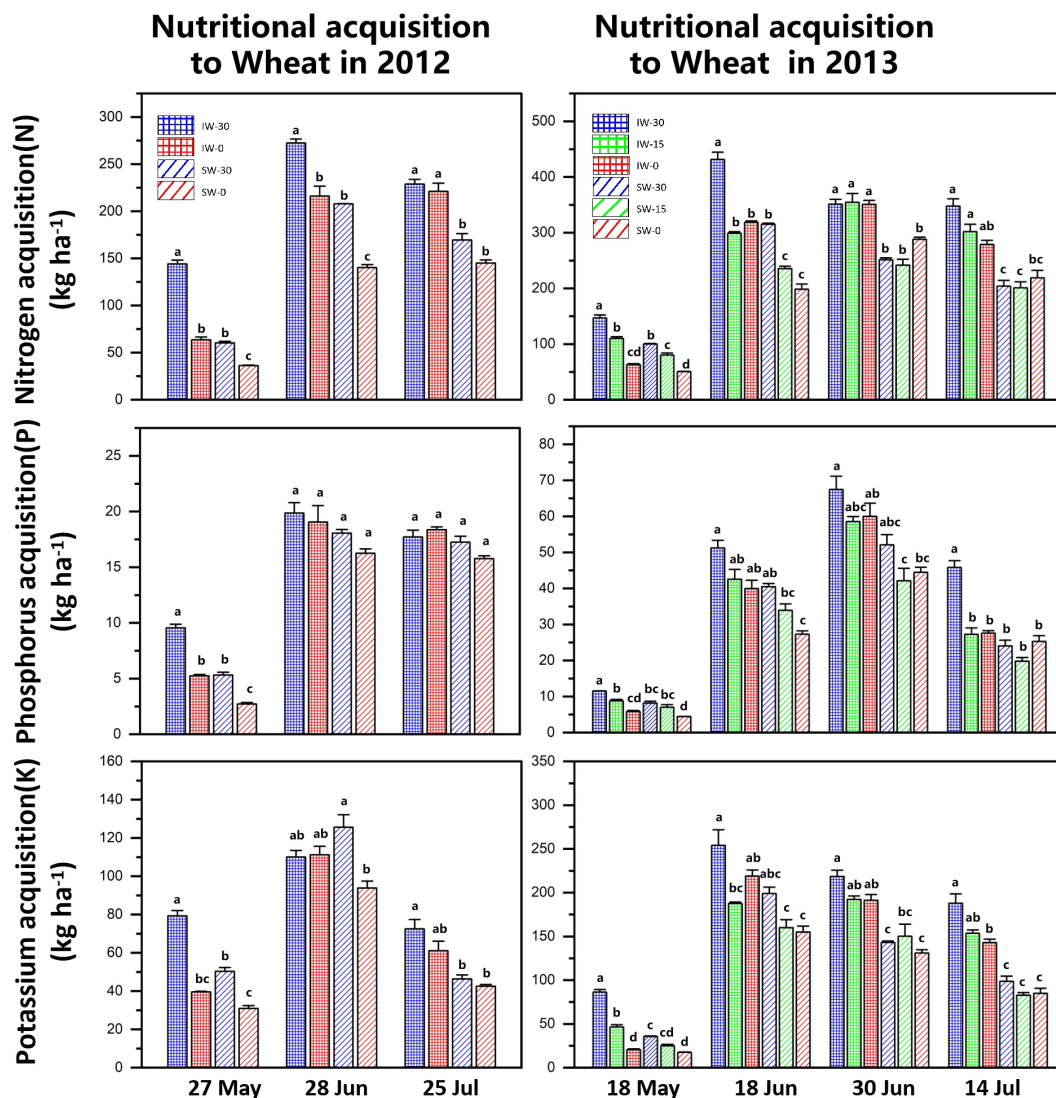 Nutritional acquisition
to Wheat in 2012
Nutritional acquisition
to Wheat in 2013
Nitrogen acquisition(N)
(kg ha-1)
300
250
200
150
100
50
0
IW-30
IW-0
SW-30
SW-0
a
b
b
c
a
b
b
c
a
a
b
b
500
400
300
200
100
0
IW-30
IW-15
IW-0
SW-30
SW-15
SW-0
a
b
cd
b
c
d
a
b
b
b
c
c
a
a
a
b
b
b
a
a
ab
c
c
bc
Phosphorus acquisition(P)
(kg ha-1)
25
20
15
10
5
0
a
b
b
c
a
a
a
a
a
a
a
a
80
70
60
50
40
30
20
10
0
a
b
cd
bc
bc
d
a
ab
ab
ab
bc
c
a
abc
ab
abc
c
bc
a
b
b
b
b
b
Potassium acquisition(K)
(kg ha-1)
160
140
120
100
80
60
40
20
0
a
bc
b
c
ab
ab
a
b
a
ab
b
b
27 May
28 Jun
25 Jul
350
300
250
200
150
100
50
0
a
b
d
c
cd
d
a
bc
ab
abc
c
c
a
ab
ab
c
bc
c
a
ab
b
c
c
c
18 May
18 Jun
30 Jun
14 Jul